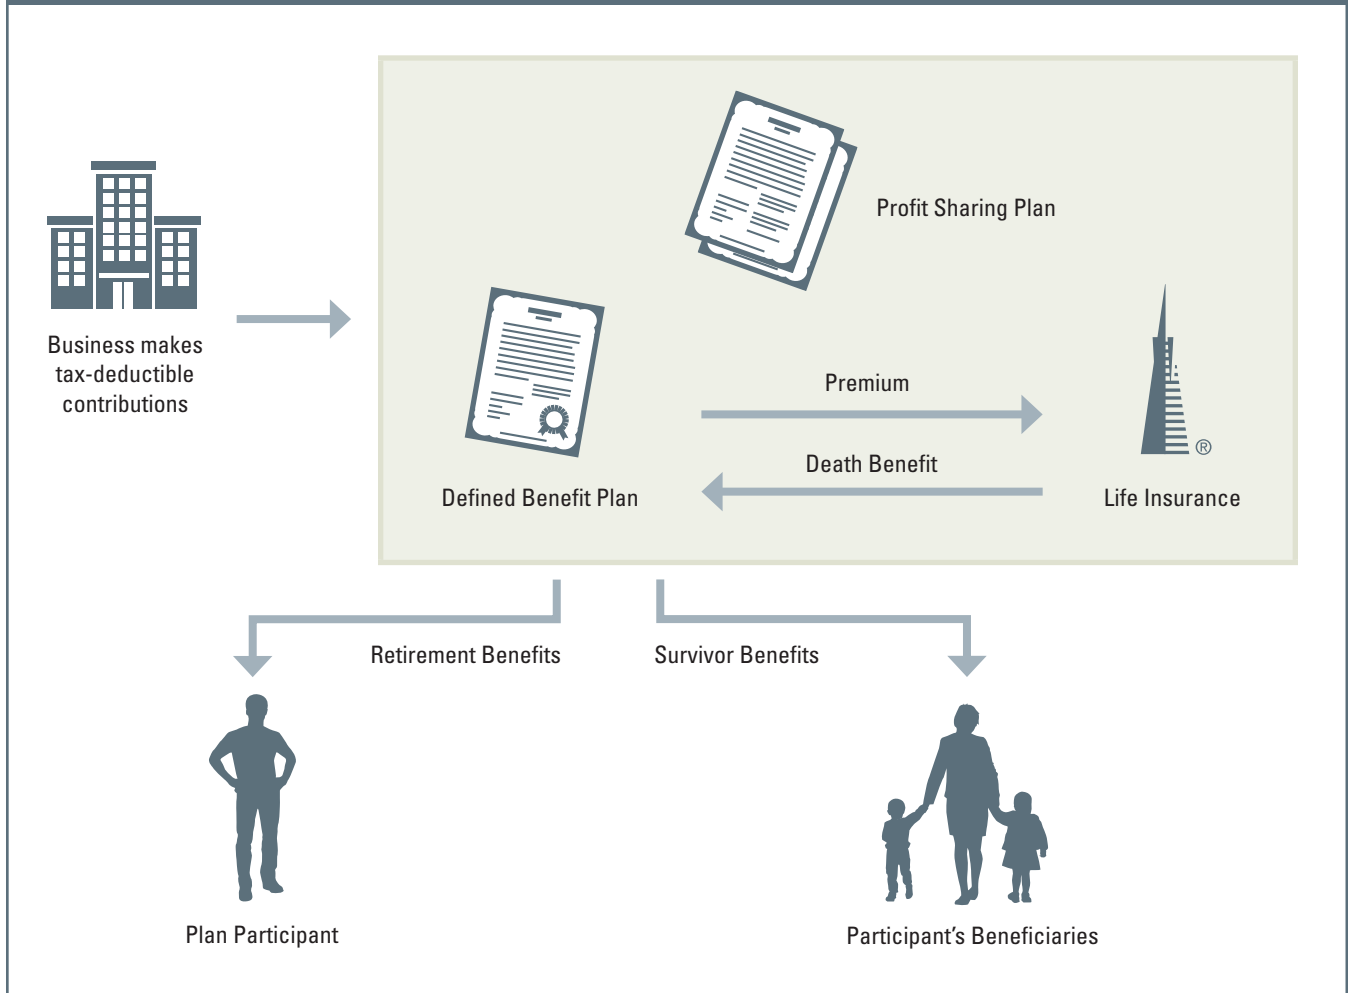 Profit Sharing Plan
Business makes
tax-deductible
contributions
Premium
Death Benefit
®
Defined Benefit Plan
Life Insurance
Retirement Benefits
Survivor Benefits
Plan Participant
Participant’s Beneficiaries